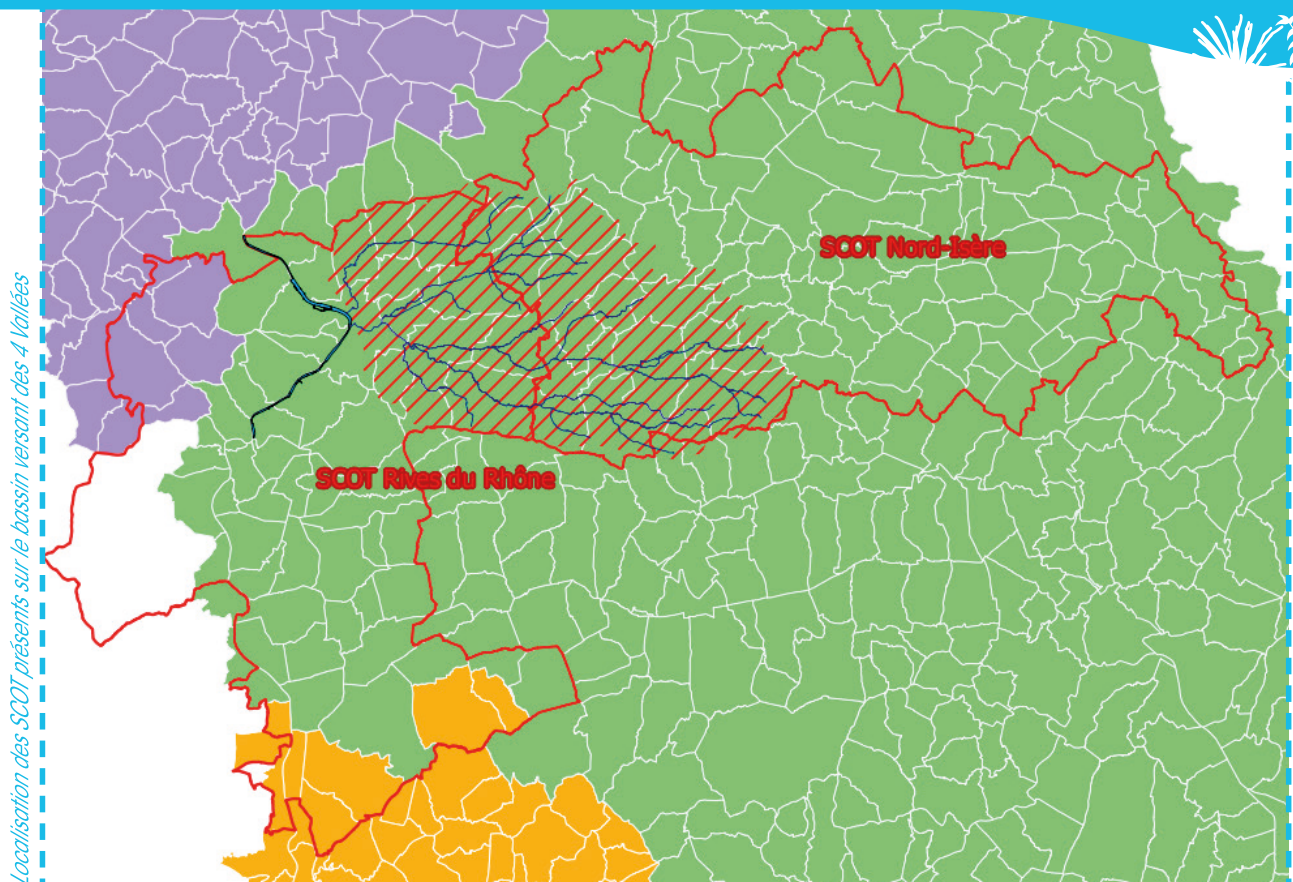 SCOT Nord-Isère
SCOT Rives du Rhône
Localisation des SCOT présents sur le bassin versant des 4 Vallées